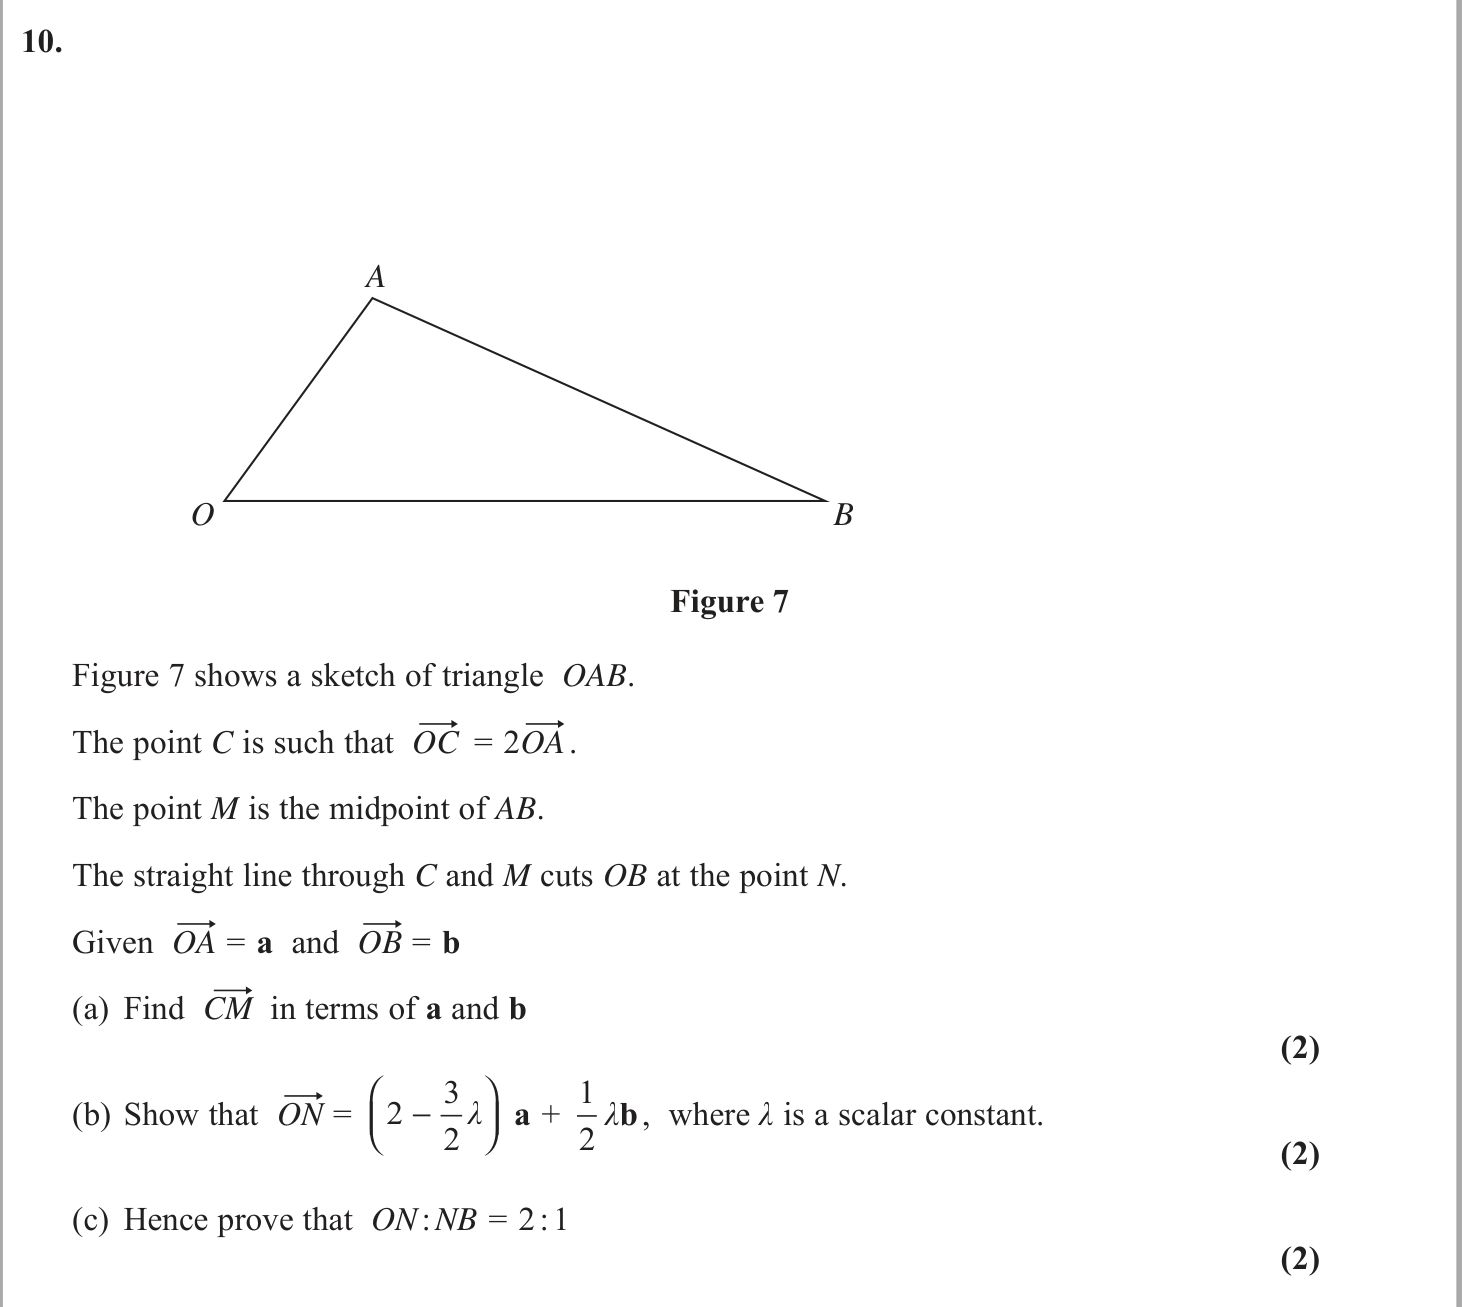 10.
A
O
B
Figure 7
Figure 7 shows a sketch of triangle OAB.
The point C is such that $\overrightarrow{OC} = 2\overrightarrow{OA}$.
The point M is the midpoint of AB.
The straight line through C and M cuts OB at the point N.
Given $\overrightarrow{OA} = \mathbf{a}$ and $\overrightarrow{OB} = \mathbf{b}$
(a) Find $\overrightarrow{CM}$ in terms of a and b
(2)
(b) Show that $\overrightarrow{ON} = \left(2 - \frac{3}{2}\lambda\right)\mathbf{a} + \frac{1}{2}\lambda\mathbf{b}$, where λ is a scalar constant.
(2)
(c) Hence prove that ON:NB = 2:1
(2)